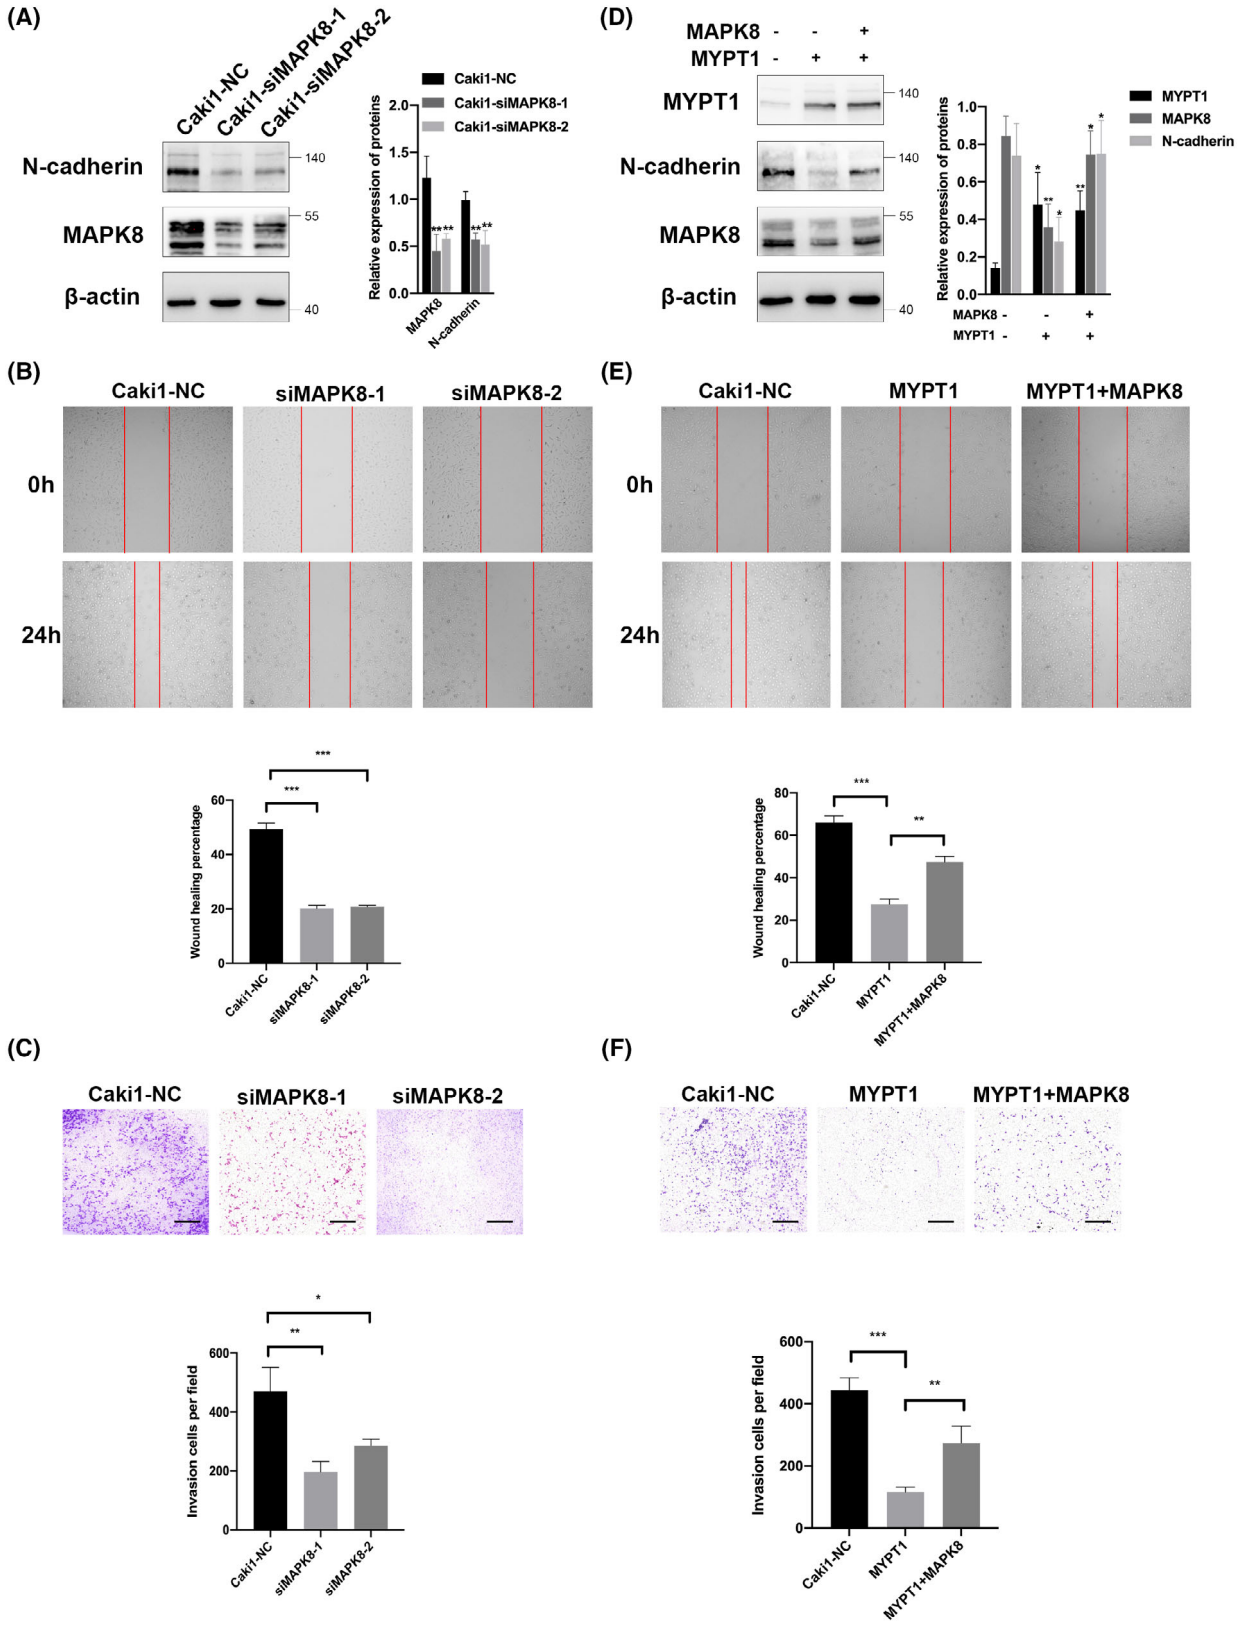 (A)
Caki1-NC
Caki1-siMAPK8-1
Caki1-siMAPK8-2
N-cadherin
140
MAPK8
55
β-actin
40
Caki1-NC
Caki1-siMAPK8-1
Caki1-siMAPK8-2
Relative expression of proteins
2.0
1.5
1.0
0.5
0.0
** **
** **
MAPK8
N-cadherin
(D)
MAPK8 - - +
MYPT1 - + +
MYPT1
140
N-cadherin
140
MAPK8
55
β-actin
40
MYPT1
MAPK8
N-cadherin
Relative expression of proteins
1.0
0.8
0.6
0.4
0.2
0.0
* ** *
** * *
MAPK8 - - +
MYPT1 - + +
(B)
Caki1-NC siMAPK8-1 siMAPK8-2
0h
24h
***
***
Wound healing percentage
60
40
20
0
Caki1-NC
siMAPK8-1
siMAPK8-2
(E)
Caki1-NC MYPT1 MYPT1+MAPK8
0h
24h
***
**
Wound healing percentage
80
60
40
20
0
Caki1-NC
MYPT1
MYPT1+MAPK8
(C)
Caki1-NC siMAPK8-1 siMAPK8-2
*
**
Invasion cells per field
600
400
200
0
Caki1-NC
siMAPK8-1
siMAPK8-2
(F)
Caki1-NC MYPT1 MYPT1+MAPK8
***
**
Invasion cells per field
600
400
200
0
Caki1-NC
MYPT1
MYPT1+MAPK8